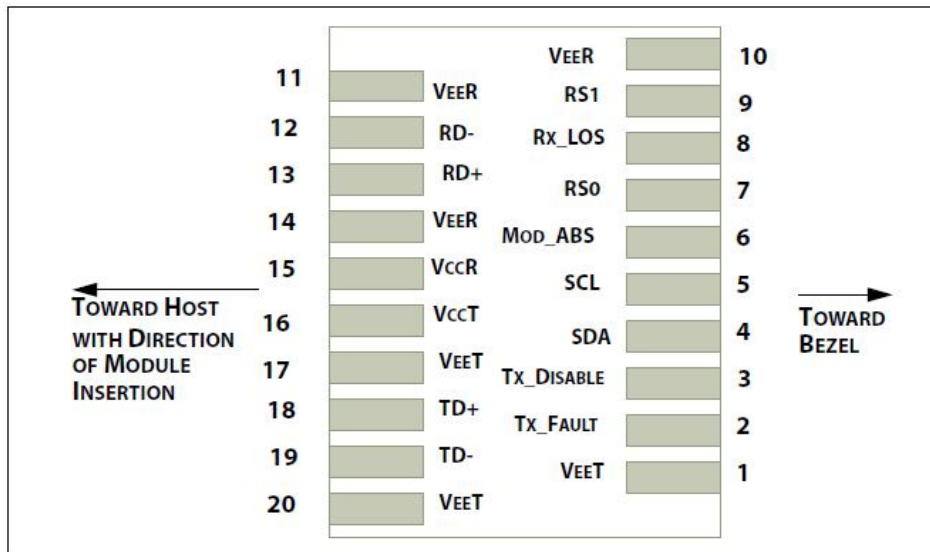 11 VEER
12 RD-
13 RD+
14 VEER
15 VCCR
16 VCCT
17 VEET
18 TD+
19 TD-
20 VEET
VEER 10
RS1 9
RX_LOS 8
RS0 7
MOD_ABS 6
SCL 5
SDA 4
TX_DISABLE 3
TX_FAULT 2
VEET 1
TOWARD HOST
WITH DIRECTION
OF MODULE
INSERTION
TOWARD
BEZEL